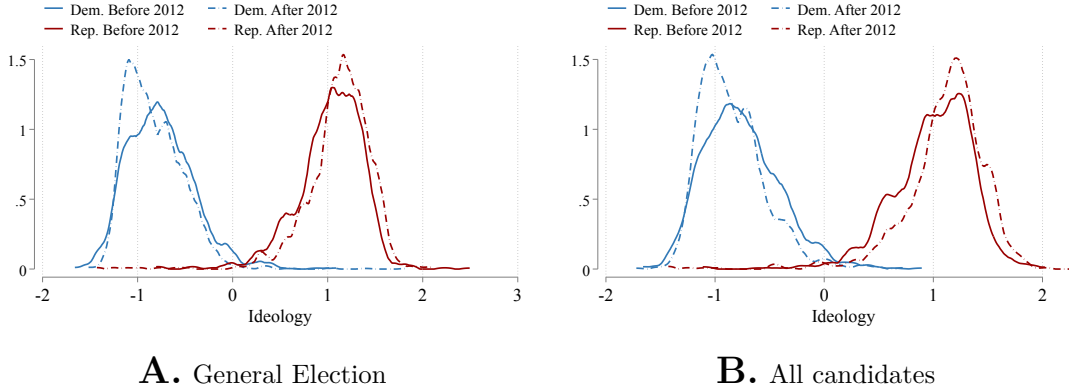 Dem. Before 2012 Dem. After 2012
Rep. Before 2012 Rep. After 2012
1.5
1
.5
0
-2 -1 0 1 2 3
Ideology
A. General Election
Dem. Before 2012 Dem. After 2012
Rep. Before 2012 Rep. After 2012
1.5
1
.5
0
-2 -1 0 1 2
Ideology
B. All candidates